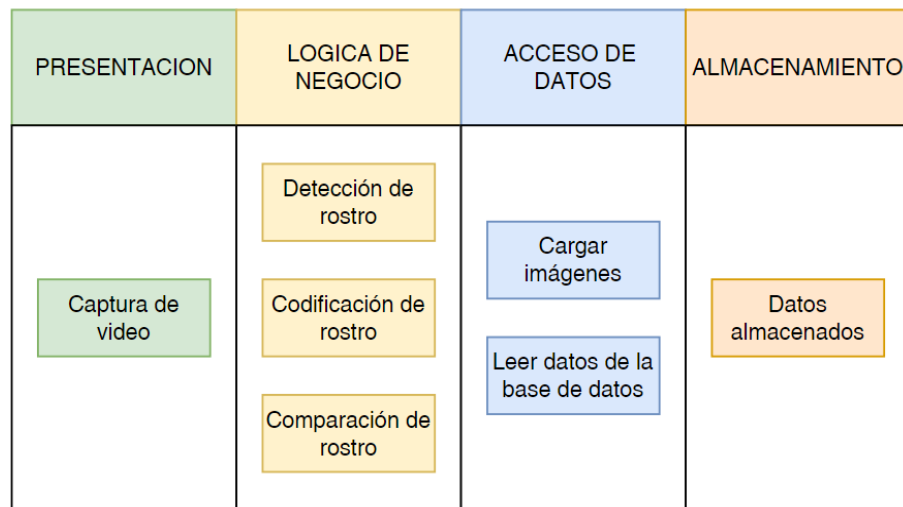 PRESENTACION
LOGICA DE
NEGOCIO
ACCESO DE
DATOS
ALMACENAMIENTO
Captura de
video
Detección de
rostro
Codificación de
rostro
Comparación de
rostro
Cargar
imágenes
Leer datos de la
base de datos
Datos
almacenados